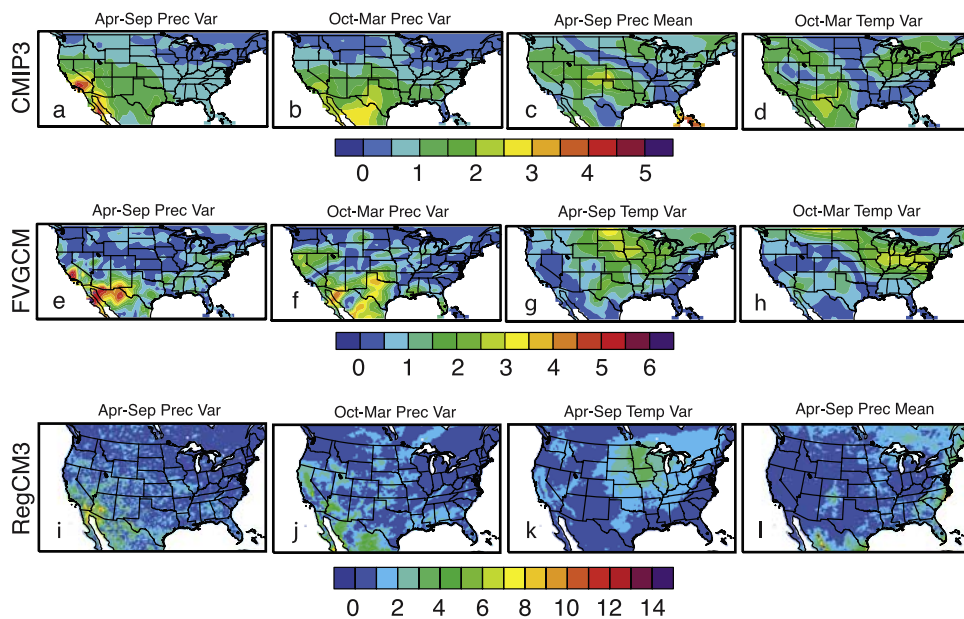 Apr-Sep Prec Var Oct-Mar Prec Var Apr-Sep Prec Mean Oct-Mar Temp Var
CMIP3
a b c d
0 1 2 3 4 5
Apr-Sep Prec Var Oct-Mar Prec Var Apr-Sep Temp Var Oct-Mar Temp Var
FVGCM
e f g h
0 1 2 3 4 5 6
Apr-Sep Prec Var Oct-Mar Prec Var Apr-Sep Temp Var Apr-Sep Prec Mean
RegCM3
i j k l
0 2 4 6 8 10 12 14